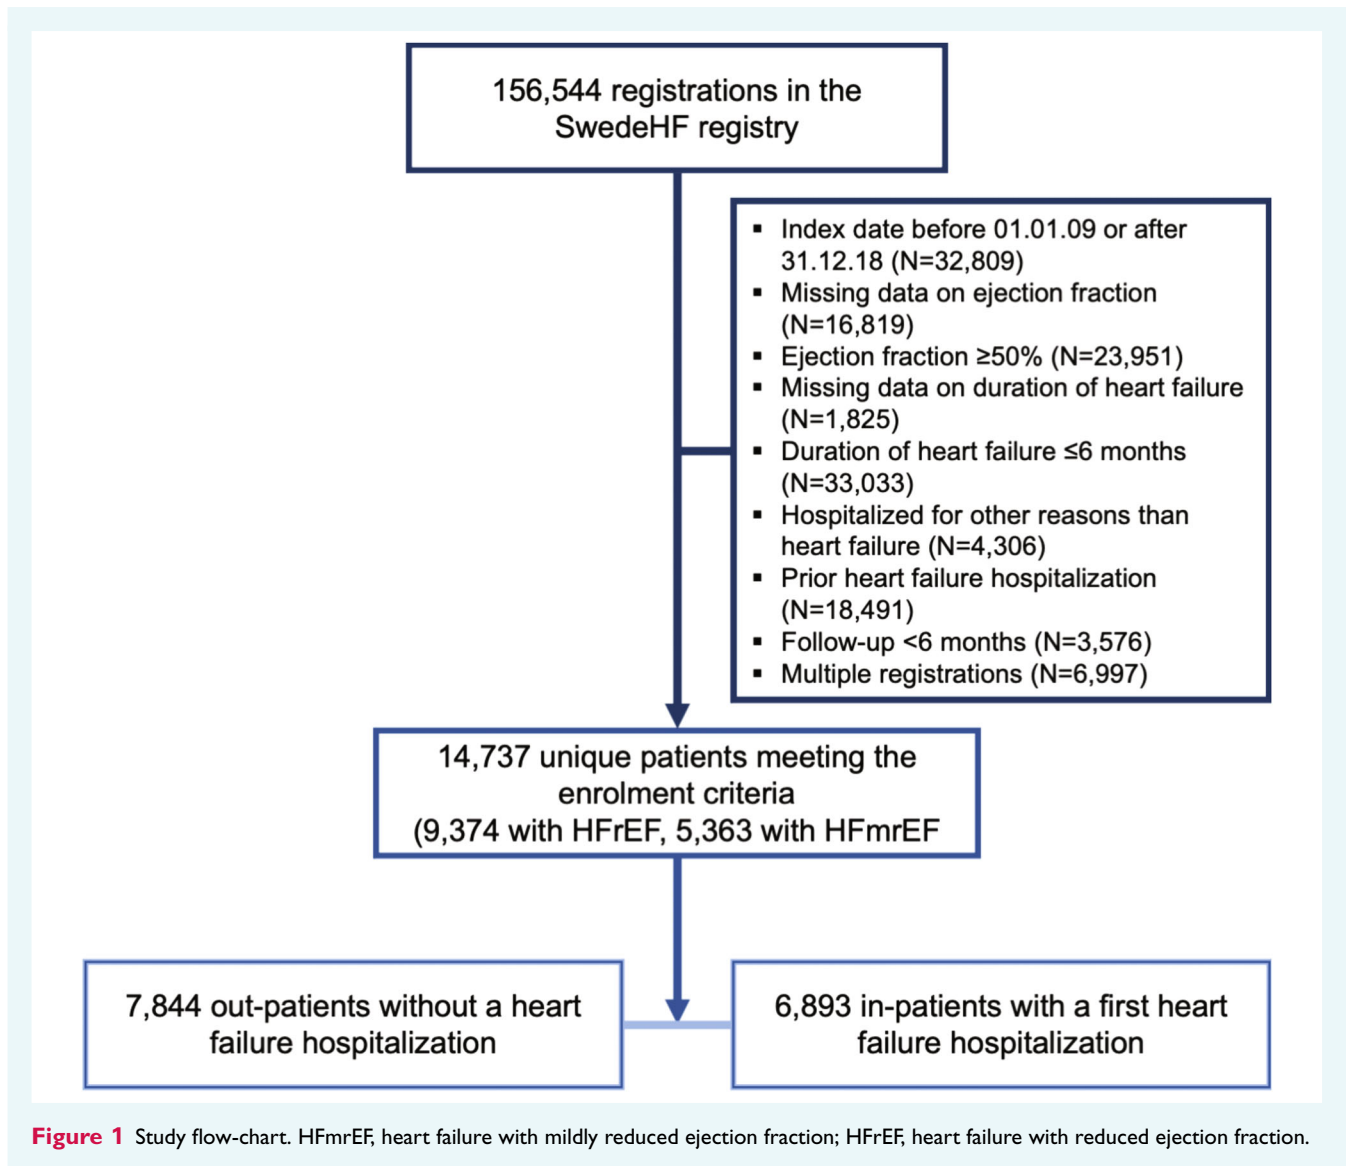 156,544 registrations in the
SwedeHF registry
▪ Index date before 01.01.09 or after
31.12.18 (N=32,809)
▪ Missing data on ejection fraction
(N=16,819)
▪ Ejection fraction ≥50% (N=23,951)
▪ Missing data on duration of heart failure
(N=1,825)
▪ Duration of heart failure ≤6 months
(N=33,033)
▪ Hospitalized for other reasons than
heart failure (N=4,306)
▪ Prior heart failure hospitalization
(N=18,491)
▪ Follow-up <6 months (N=3,576)
▪ Multiple registrations (N=6,997)
14,737 unique patients meeting the
enrolment criteria
(9,374 with HFrEF, 5,363 with HFmrEF
7,844 out-patients without a heart
failure hospitalization
6,893 in-patients with a first heart
failure hospitalization
Figure 1 Study flow-chart. HFmrEF, heart failure with mildly reduced ejection fraction; HFrEF, heart failure with reduced ejection fraction.